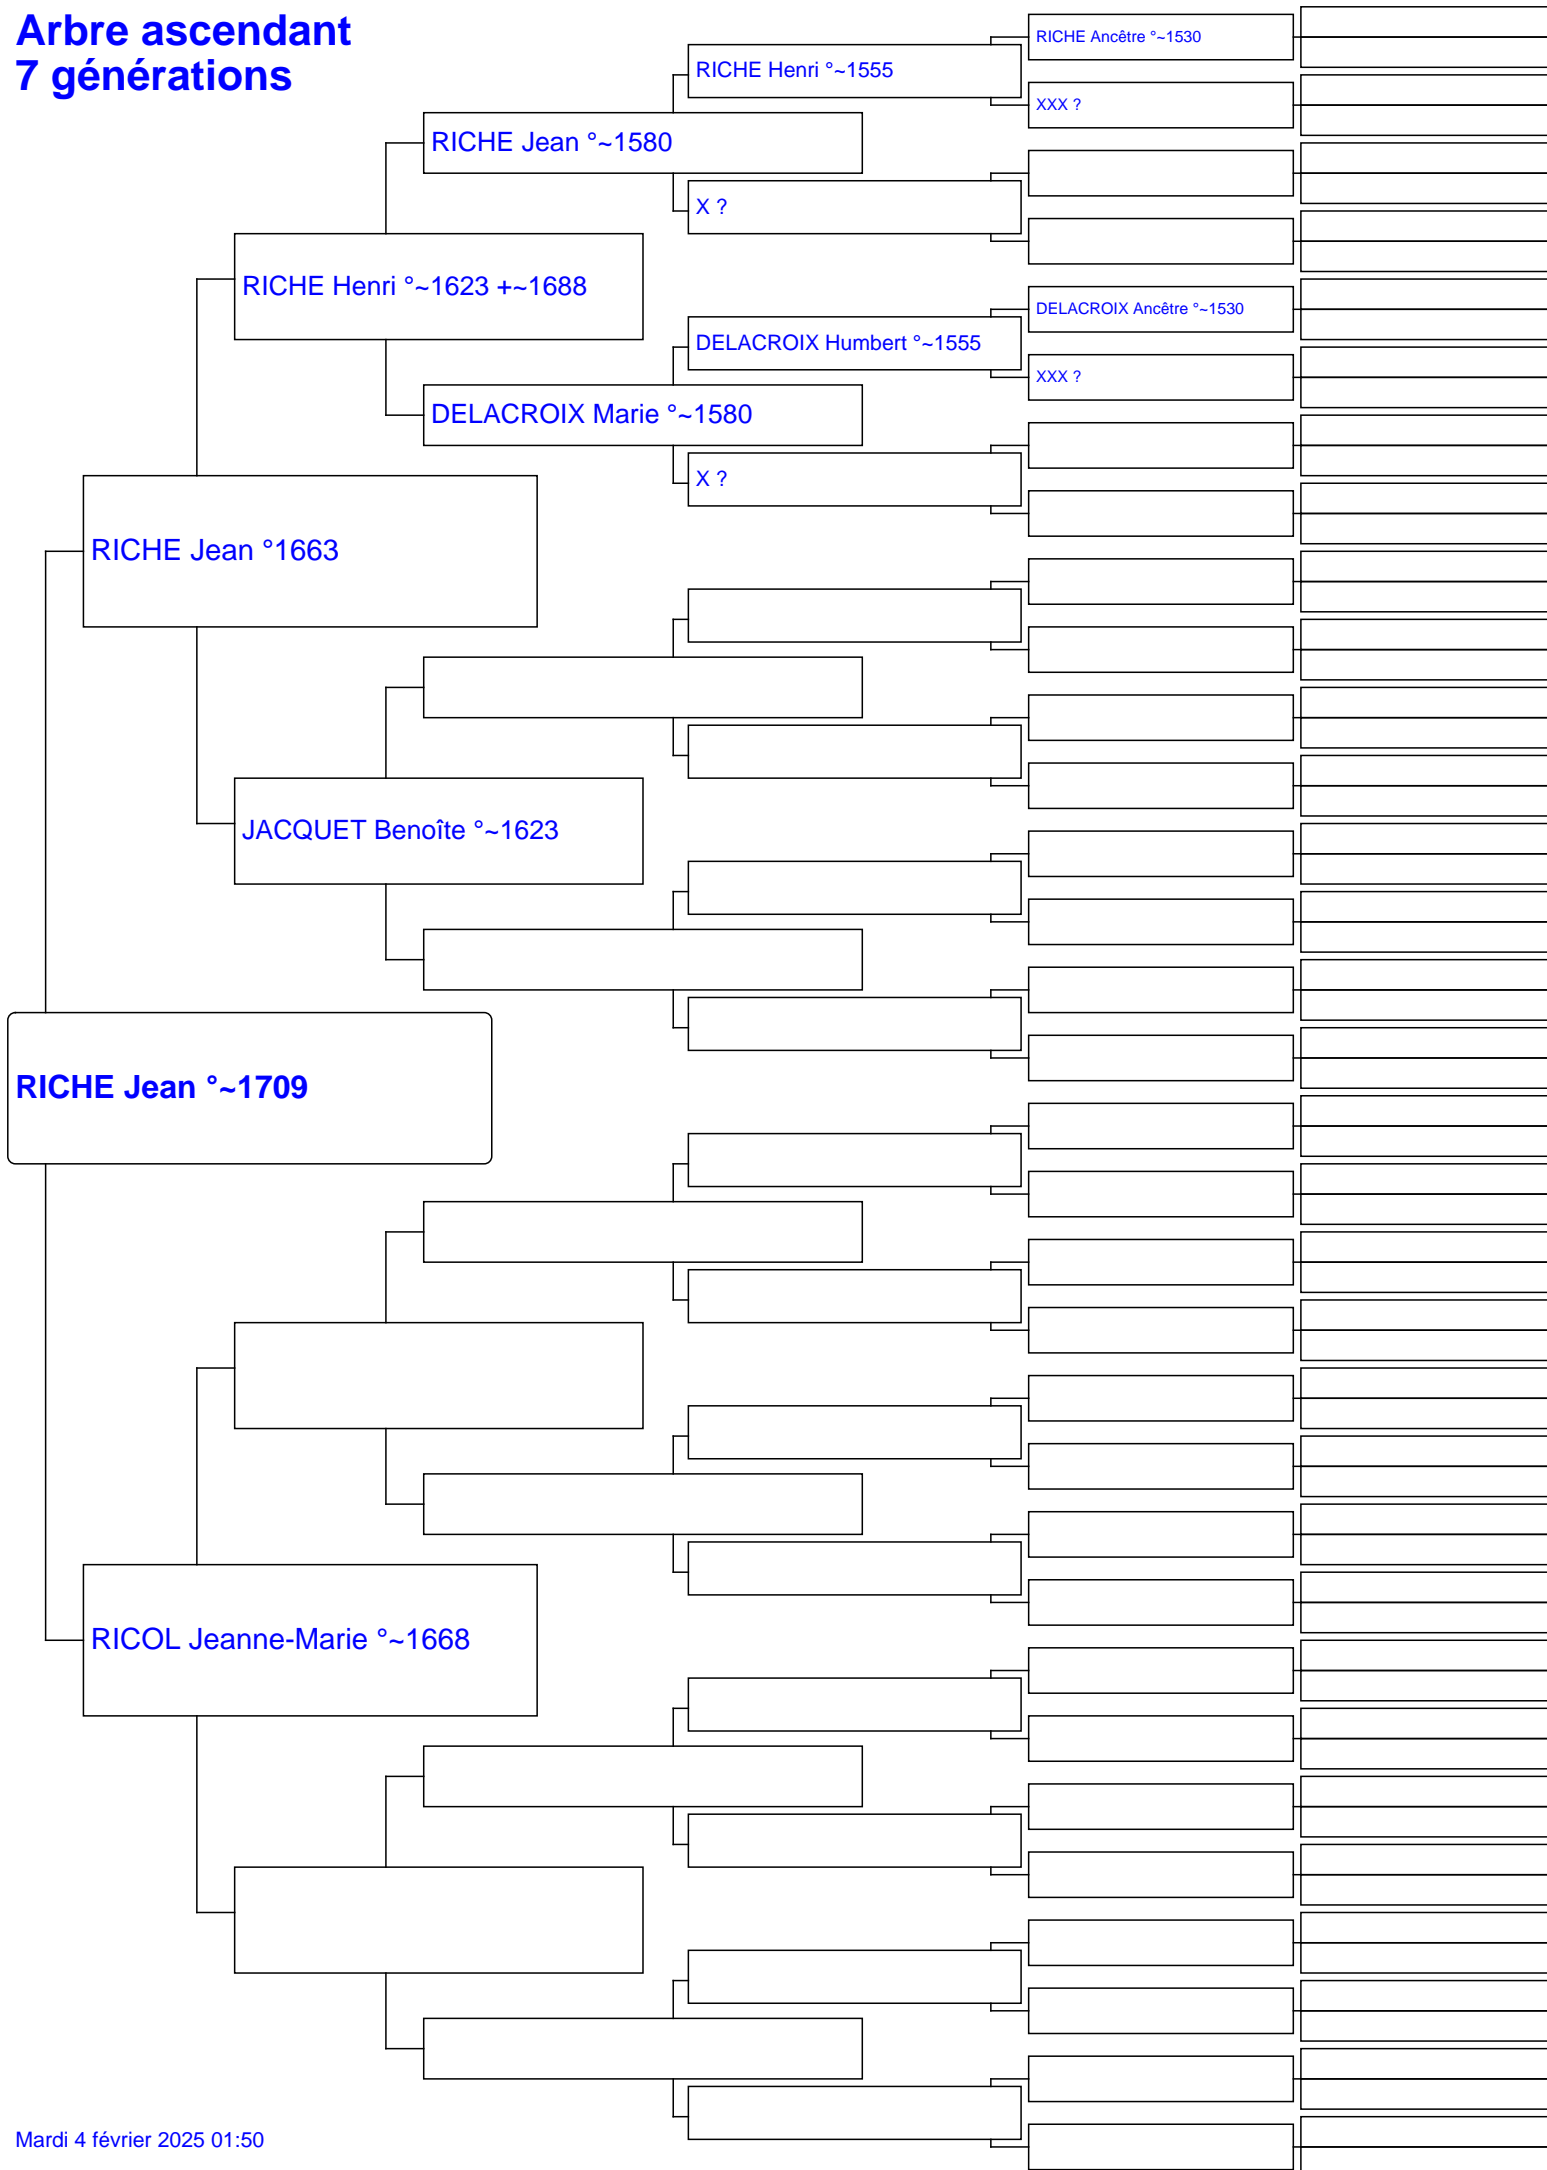 Arbre ascendant
7 générations
RICHE Ancêtre °~1530
RICHE Henri °~1555
XXX ?
RICHE Jean °~1580
X ?
RICHE Henri °~1623 +~1688
DELACROIX Ancêtre °~1530
DELACROIX Humbert °~1555
XXX ?
DELACROIX Marie °~1580
X ?
RICHE Jean °1663
JACQUET Benoîte °~1623
RICHE Jean °~1709
RICOL Jeanne-Marie °~1668
Mardi 4 février 2025 01:50